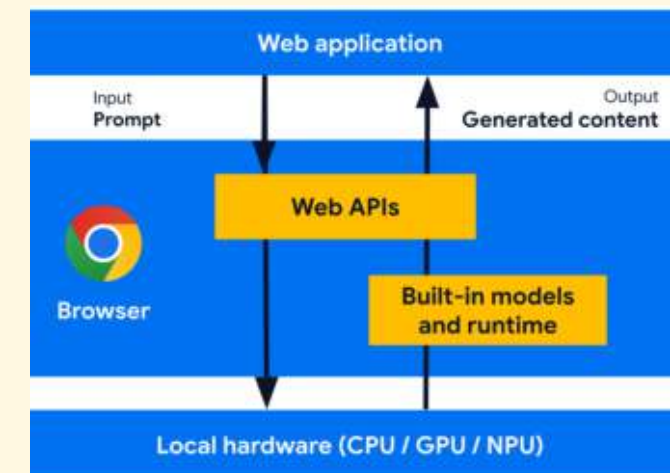 Web application
Input
Prompt
Output
Generated content
Web APIs
Browser
Built-in models
and runtime
Local hardware (CPU / GPU / NPU)